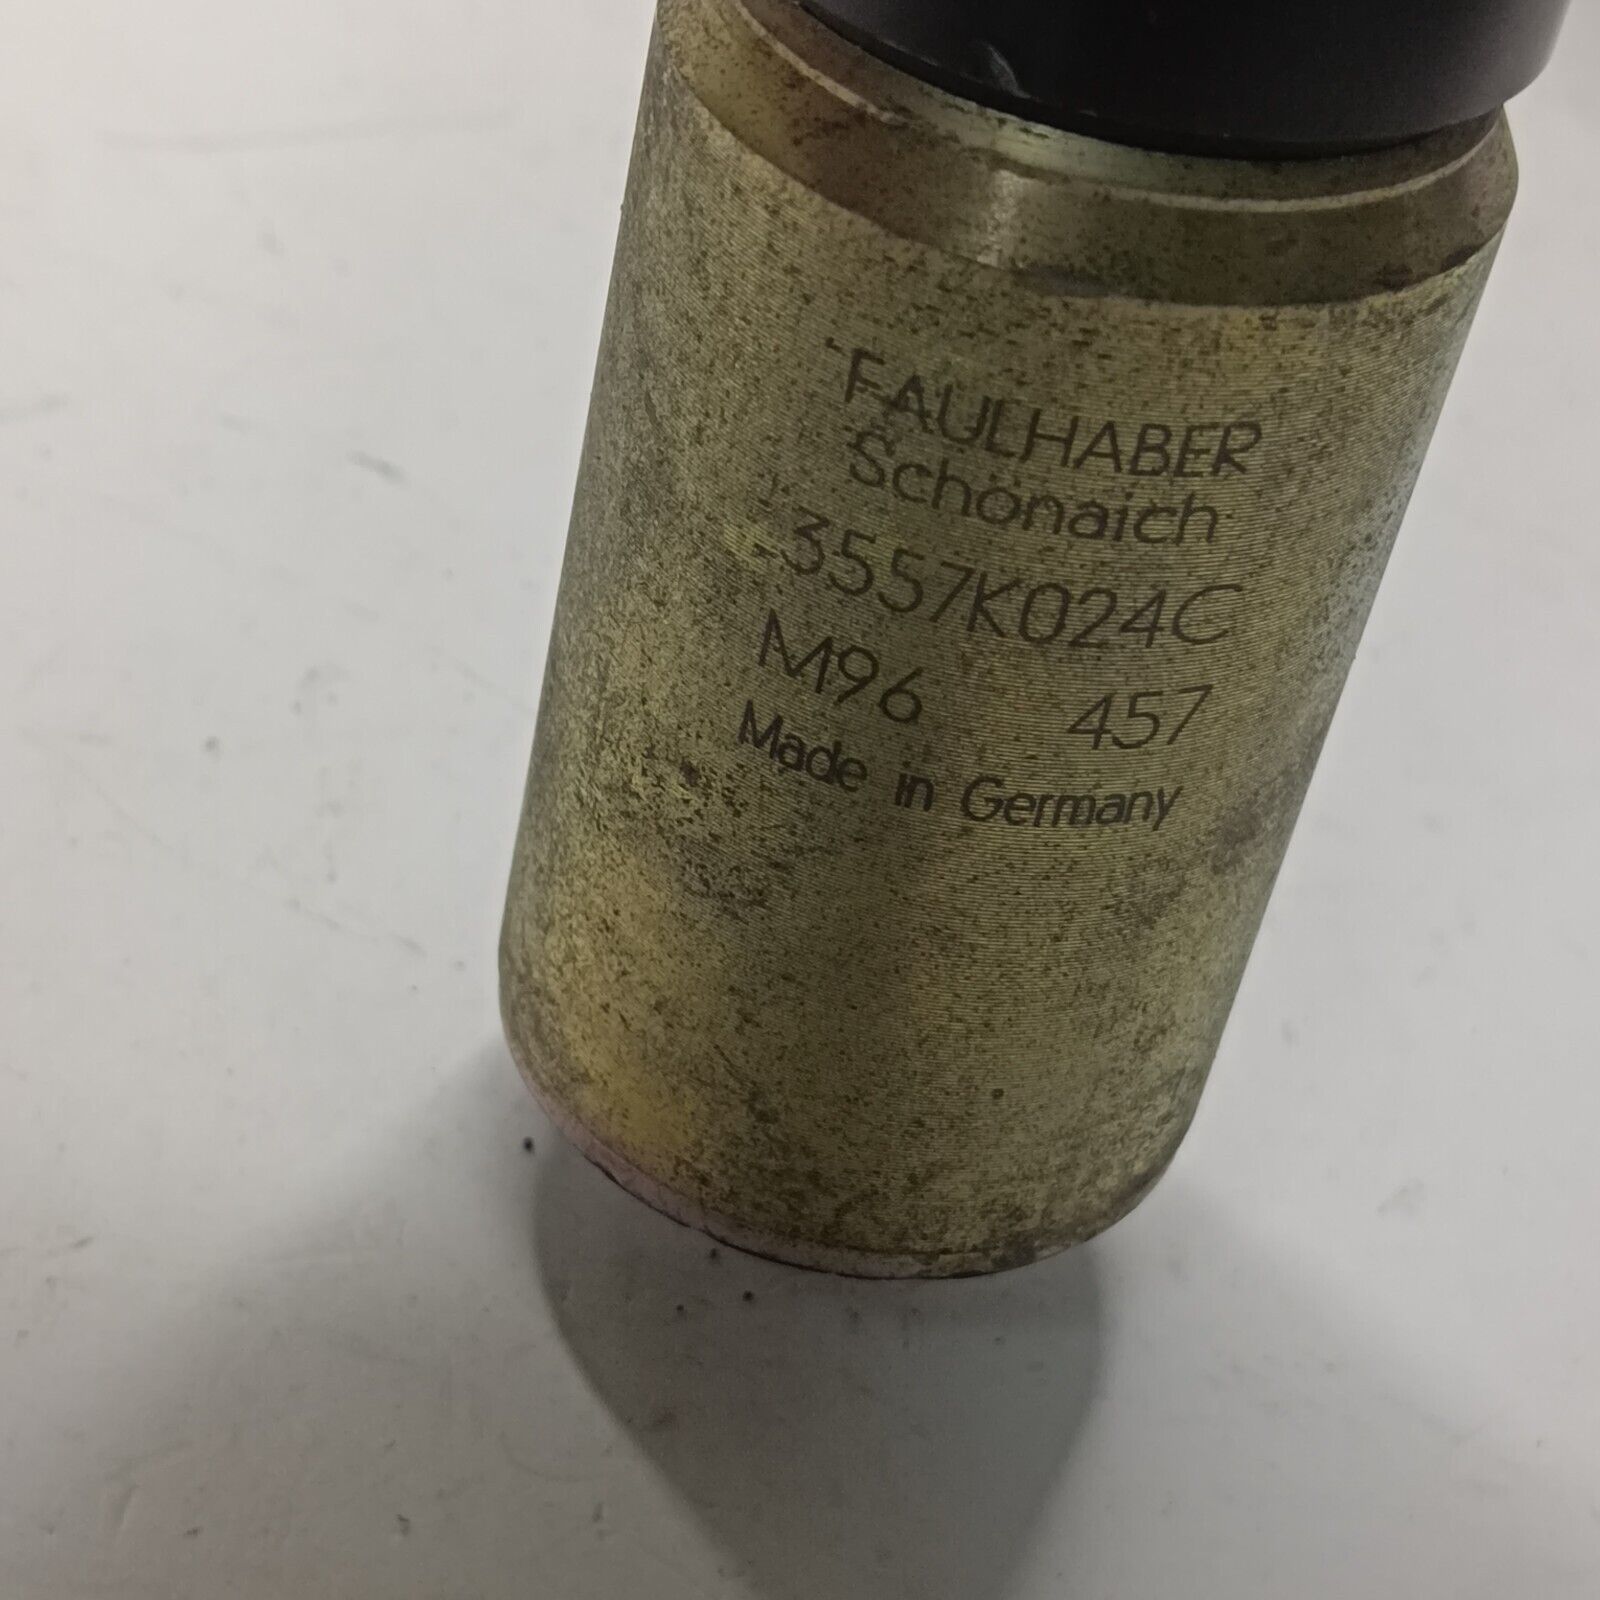 FAULHABER
Schönaich
3557K024C
M96 457
Made in Germany